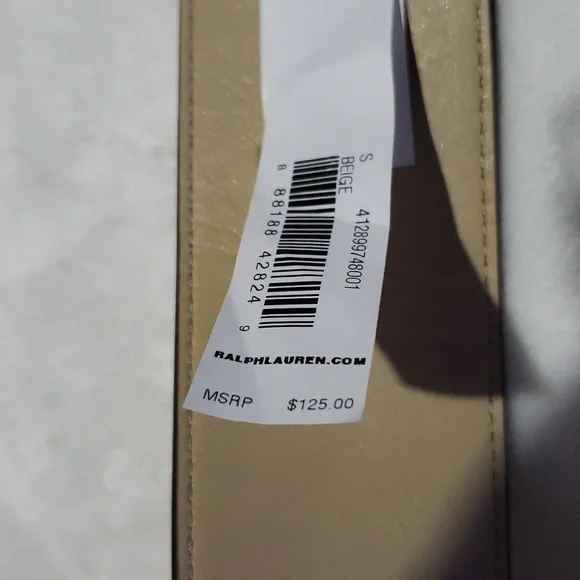 S
BEIGE 412899748001
8 88188 42824 9
RALPHLAUREN.COM
MSRP $125.00